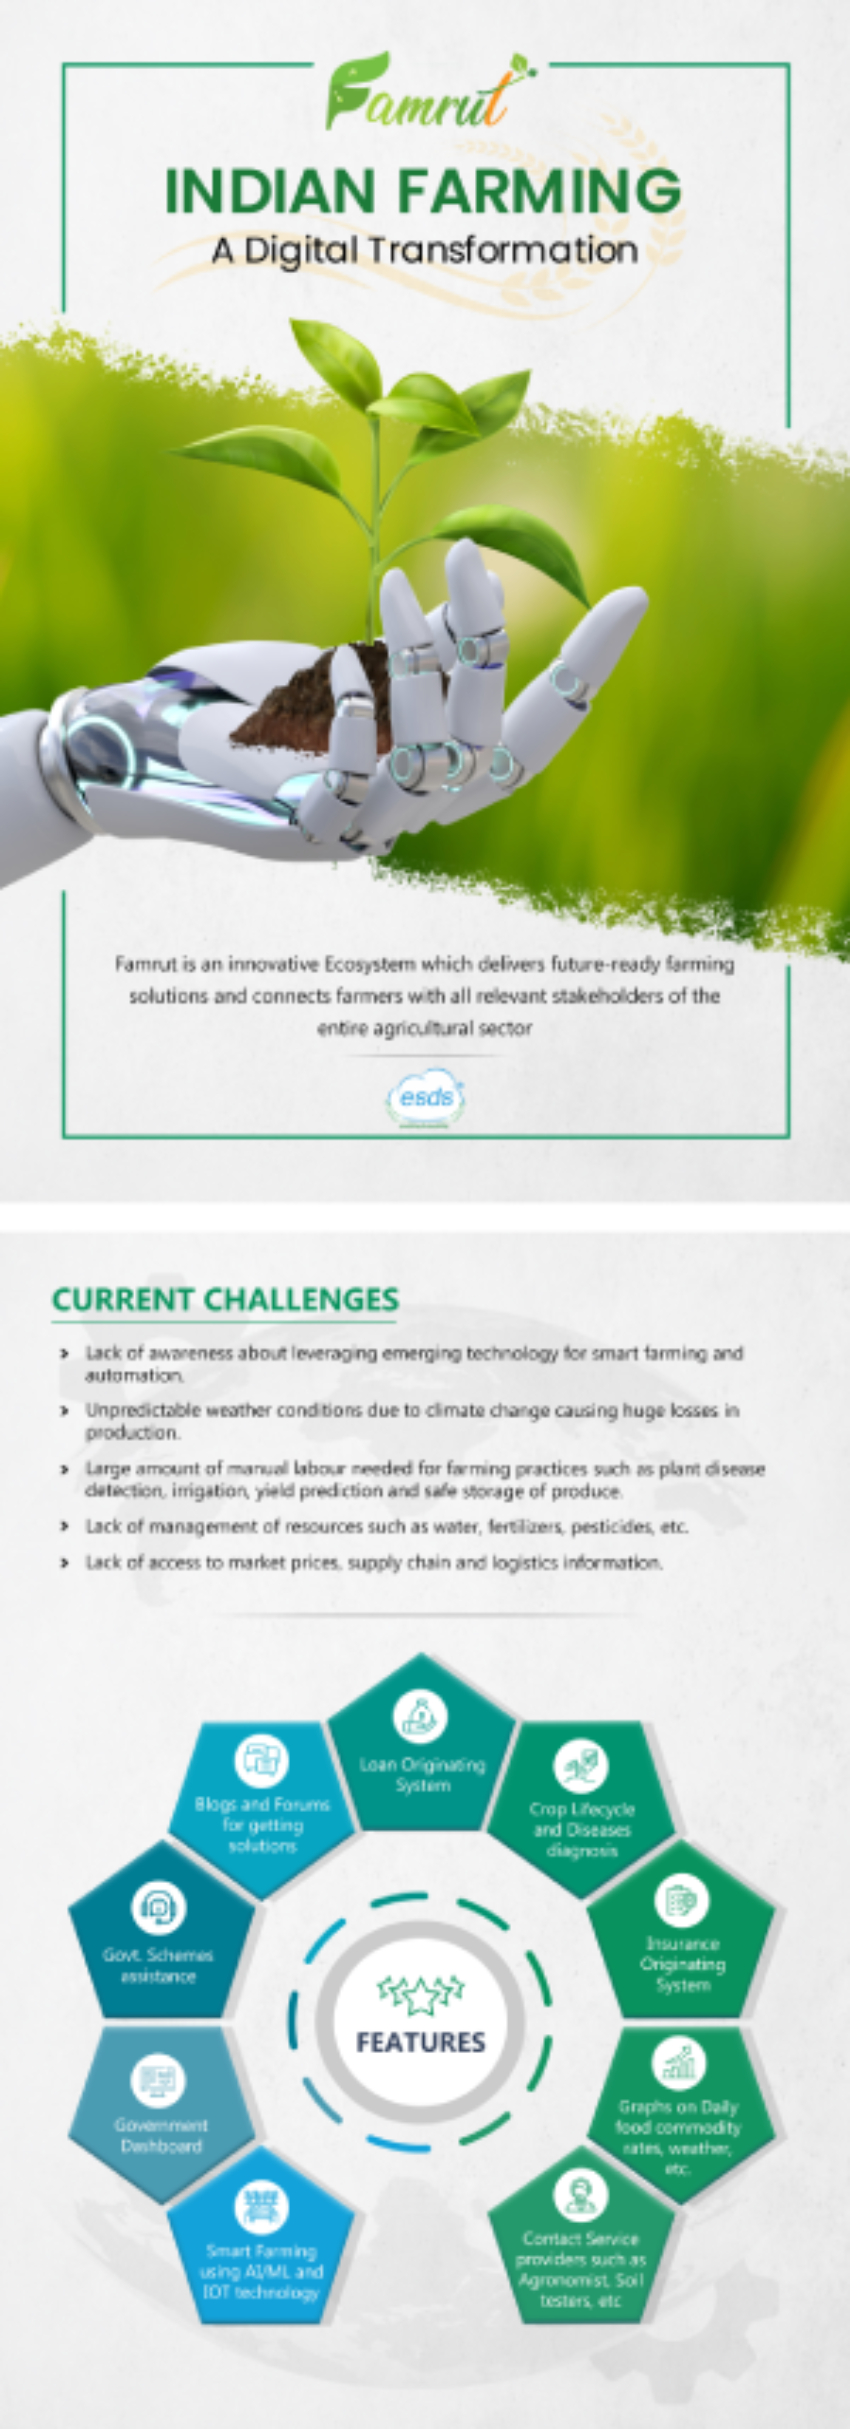 Famrut
INDIAN FARMING
A Digital Transformation
Famrut is an innovative Ecosystem which delivers future-ready farming
solutions and connects farmers with all relevant stakeholders of the
entire agricultural sector
esds
CURRENT CHALLENGES
Lack of awareness about leveraging emerging technology for smart farming and
automation.
Unpredictable weather conditions due to climate change causing huge losses in
production.
Large amount of manual labour needed for farming practices such as plant disease
detection, irrigation, yield prediction and safe storage of produce.
Lack of management of resources such as water, fertilizers, pesticides, etc.
Lack of access to market prices, supply chain and logistics information.
Loan Originating
System
Blogs and Forums
for getting
solutions
Crop Lifecycle
and Diseases
diagnosis
Govt. Schemes
assistance
Insurance
Originating
System
FEATURES
Government
Dashboard
Graphs on Daily
food commodity
rates, weather,
etc.
Smart Farming
using AI/ML and
IOT technology
Contact Service
providers such as
Agronomist, Soil
testers, etc